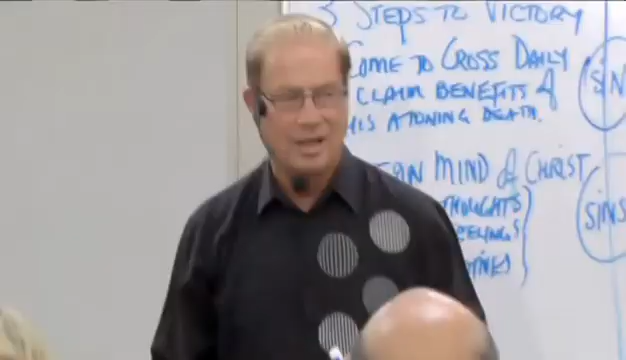 3 STEPS TO VICTORY
COME TO CROSS DAILY
CLAIM BENEFITS of
HIS ATONING DEATH.
MIND of CHRIST
THOUGHTS
SIN
SINS